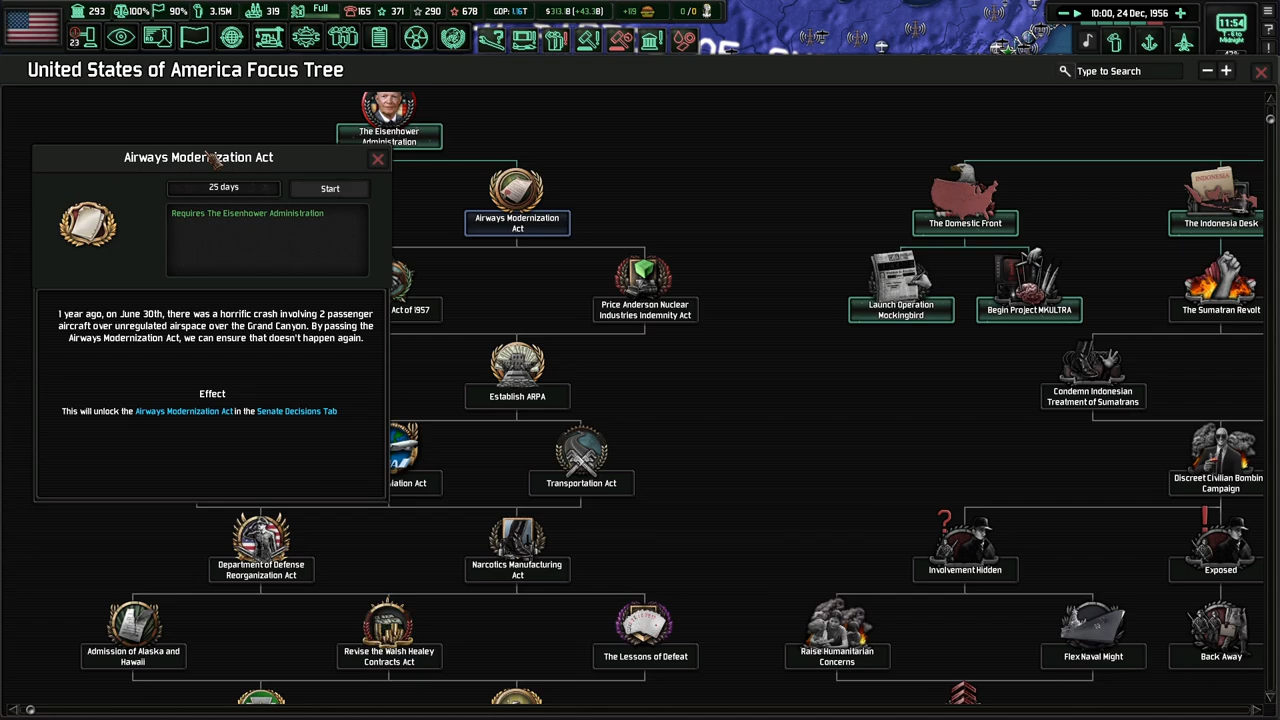 293 100% 90% 3.15M 319 Full 165 371 290 678 GDP: 1.16T $313.1B (+43.3B) +119 0/0 10:00, 24 Dec, 1956 11:54
23
United States of America Focus Tree
Type to Search
The Eisenhower
Administration
Airways Modernization Act
25 days
Start
Requires The Eisenhower Administration
1 year ago, on June 30th, there was a horrific crash involving 2 passenger
aircraft over unregulated airspace over the Grand Canyon. By passing the
Airways Modernization Act, we can ensure that doesn't happen again.
Effect
This will unlock the Airways Modernization Act in the Senate Decisions Tab
Airways Modernization
Act
The Domestic Front
INDONESIA
The Indonesia Desk
Act of 1957
Price Anderson Nuclear
Industries Indemnity Act
Launch Operation
Mockingbird
Begin Project MKULTRA
The Sumatran Revolt
Establish ARPA
Condemn Indonesian
Treatment of Sumatrans
iation Act
Transportation Act
Discreet Civilian Bombin
Campaign
Department of Defense
Reorganization Act
Narcotics Manufacturing
Act
?
Involvement Hidden
!
Exposed
Admission of Alaska and
Hawaii
Revise the Walsh Healey
Contracts Act
The Lessons of Defeat
Raise Humanitarian
Concerns
Flex Naval Might
Back Away